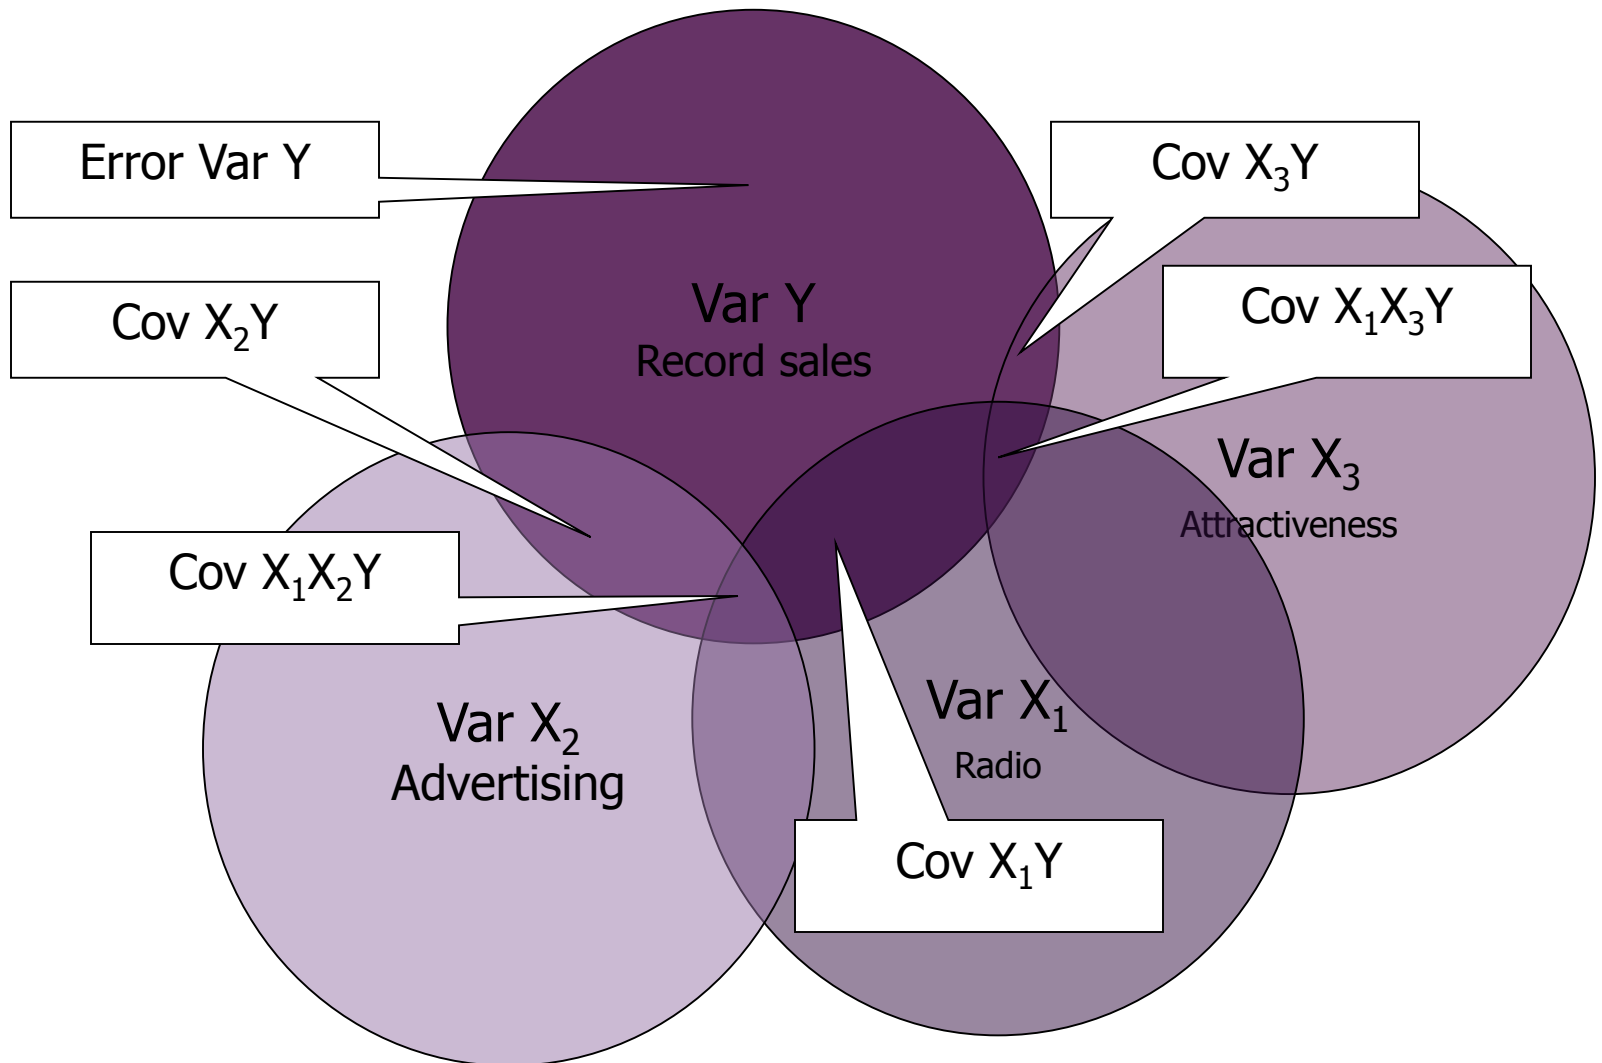 Error Var Y
Cov X₃Y
Cov X₂Y
Var Y
Record sales
Cov X₁X₃Y
Var X₃
Attractiveness
Cov X₁X₂Y
Var X₂
Advertising
Var X₁
Radio
Cov X₁Y